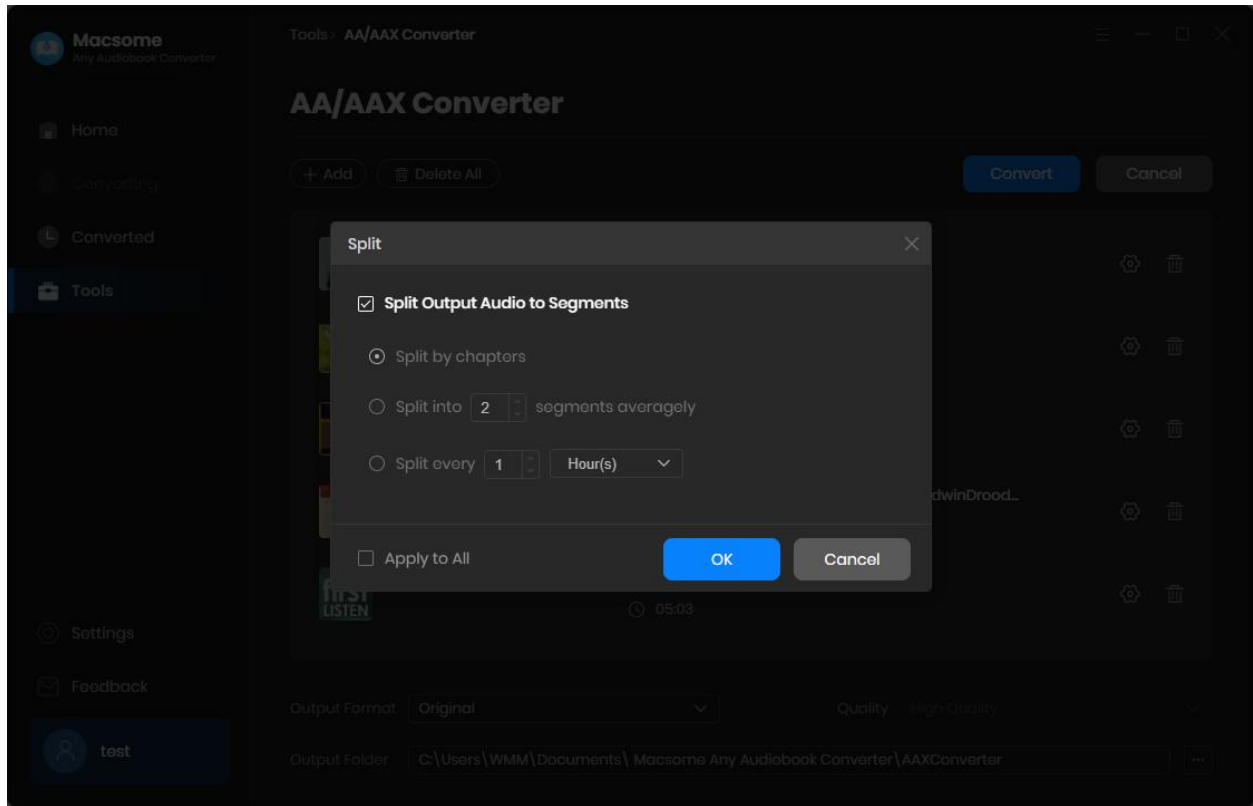 Macsome
Any Audiobook Converter
Tools> AA/AAX Converter
AA/AAX Converter
Home
Converting
Converted
Tools
+ Add
Delete All
Convert
Cancel
Split
Split Output Audio to Segments
Split by chapters
Split into 2 segments averagely
Split every 1 Hour(s)
dwinDrood...
Apply to All
OK
Cancel
first
LISTEN
05:03
Settings
Feedback
test
Output Format Original
Quality High Quality
Output Folder C:\Users\WMM\Documents\ Macsome Any Audiobook Converter\AAXConverter
...